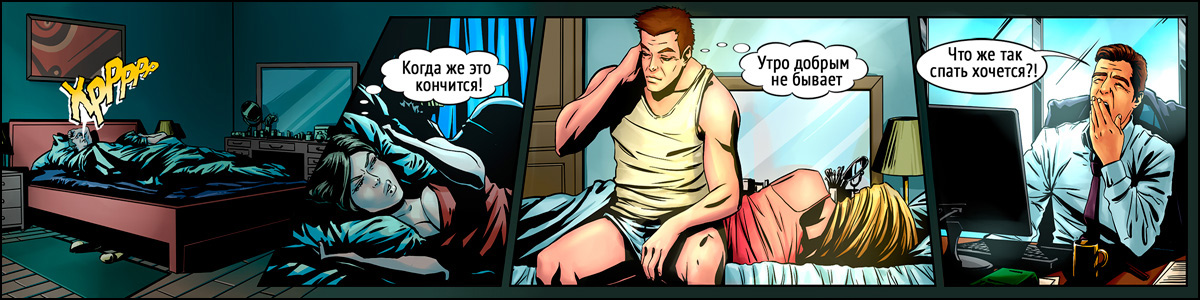 ХРРРР...
Когда же это
кончится!
Утро добрым
не бывает
Что же так
спать хочется?!